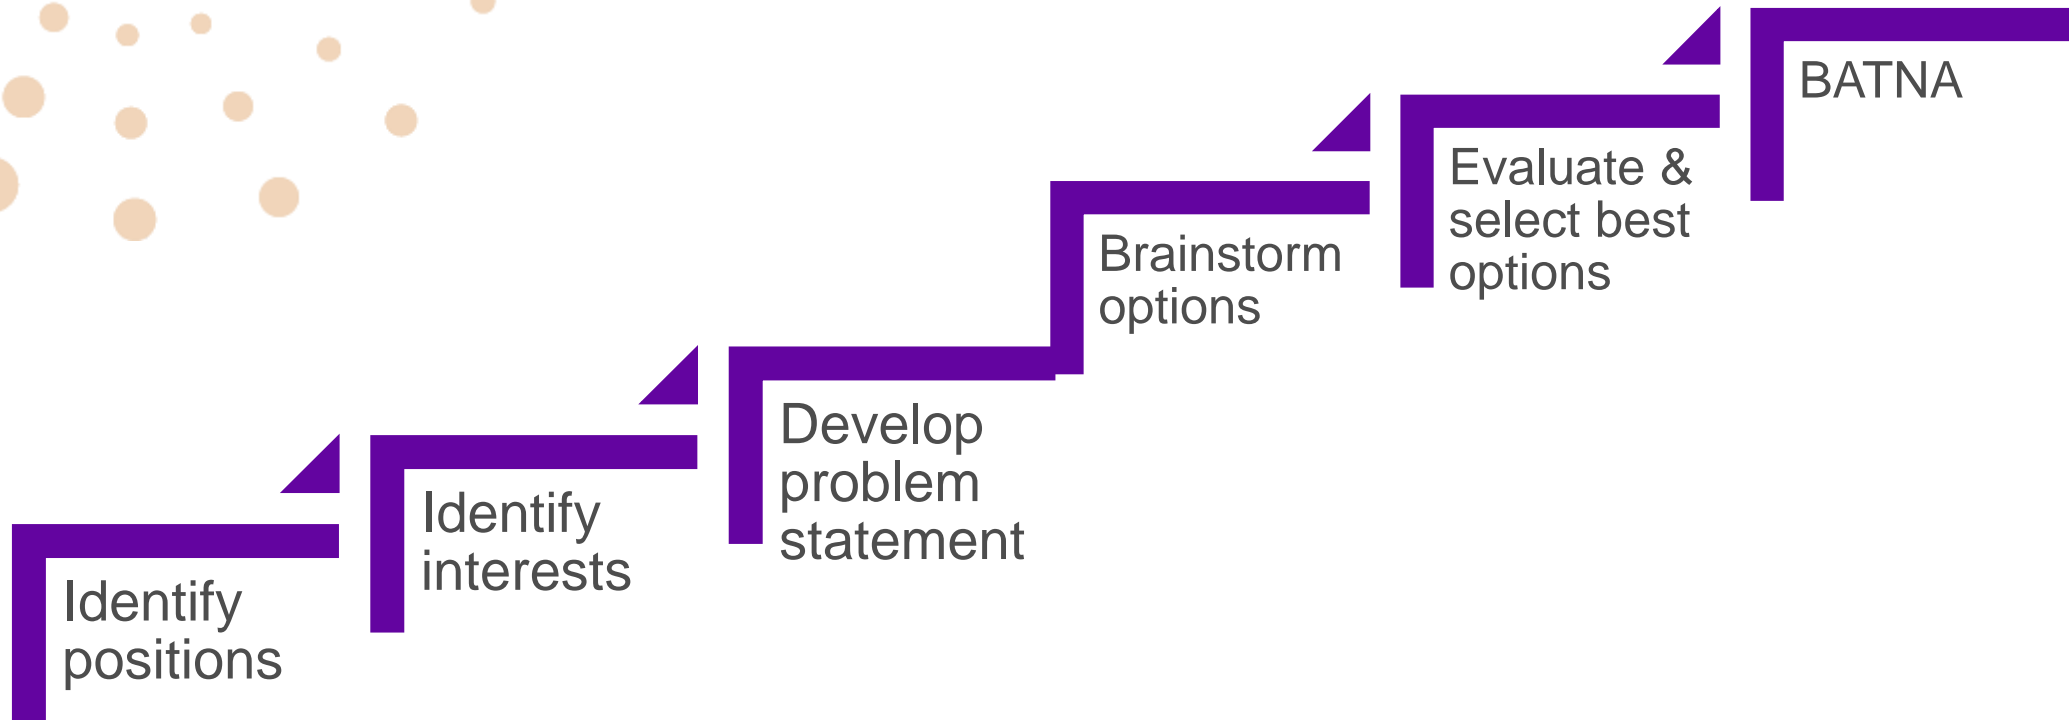 Identify
positions
Identify
interests
Develop
problem
statement
Brainstorm
options
Evaluate &
select best
options
BATNA